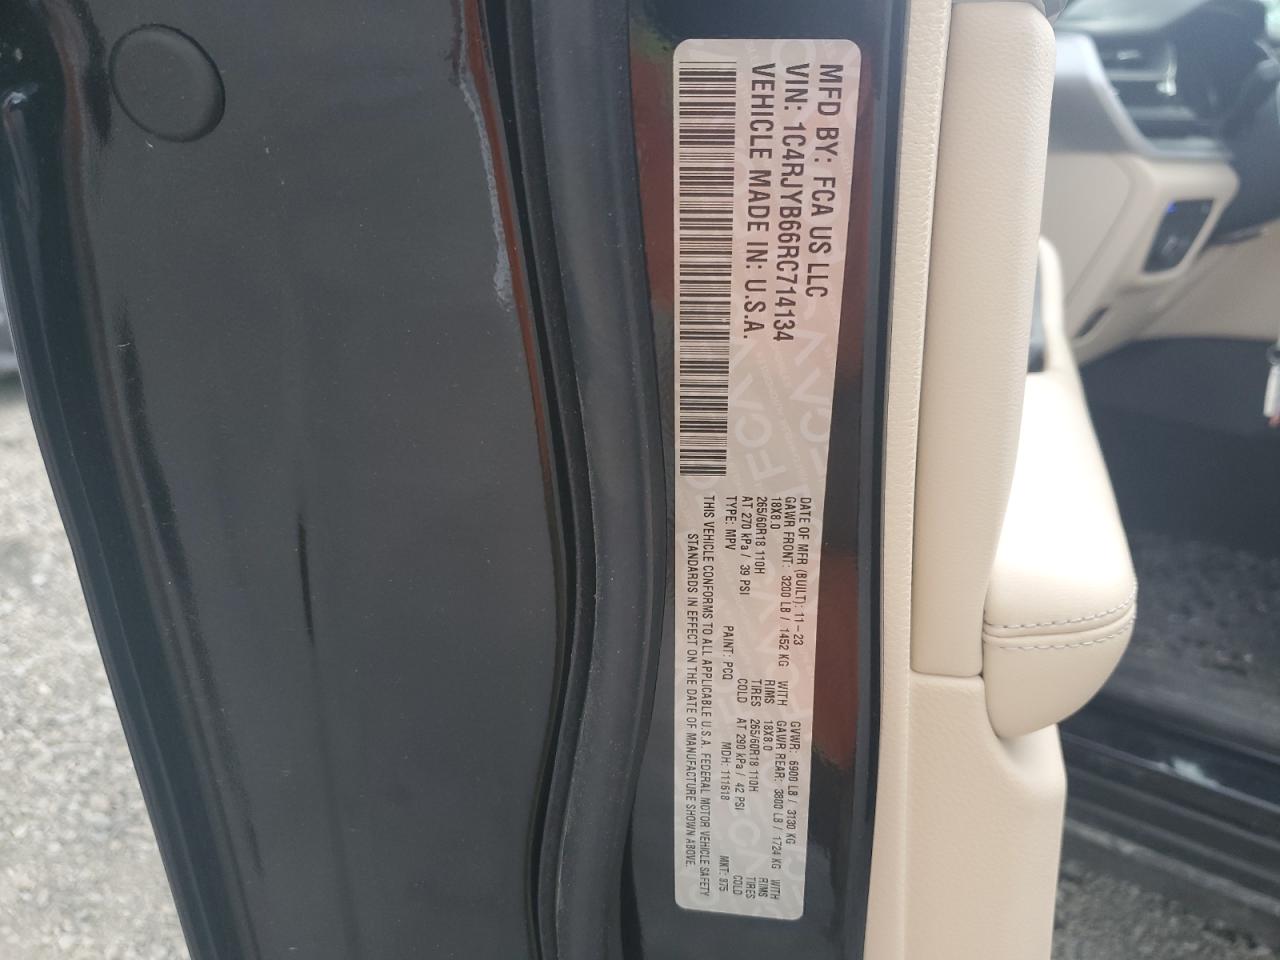 MFD BY: FCA US LLC
VIN: 1C4RJYB66RC714134
VEHICLE MADE IN: U.S.A.
DATE OF MFR (BUILT): 11-23 GVWR: 6900 LB / 3130 KG
GAWR FRONT: 3200 LB / 1452 KG WITH GAWR REAR: 3800 LB / 1724 KG WITH
18X8.0 RIMS 18X8.0 RIMS
265/60R18 110H TIRES 265/60R18 110H TIRES
AT 270 kPa / 39 PSI COLD AT 290 kPa / 42 PSI COLD
TYPE: MPV PAINT: PCQ MDH: 111618 MKT: 875
THIS VEHICLE CONFORMS TO ALL APPLICABLE U.S.A. FEDERAL MOTOR VEHICLE SAFETY
STANDARDS IN EFFECT ON THE DATE OF MANUFACTURE SHOWN ABOVE.